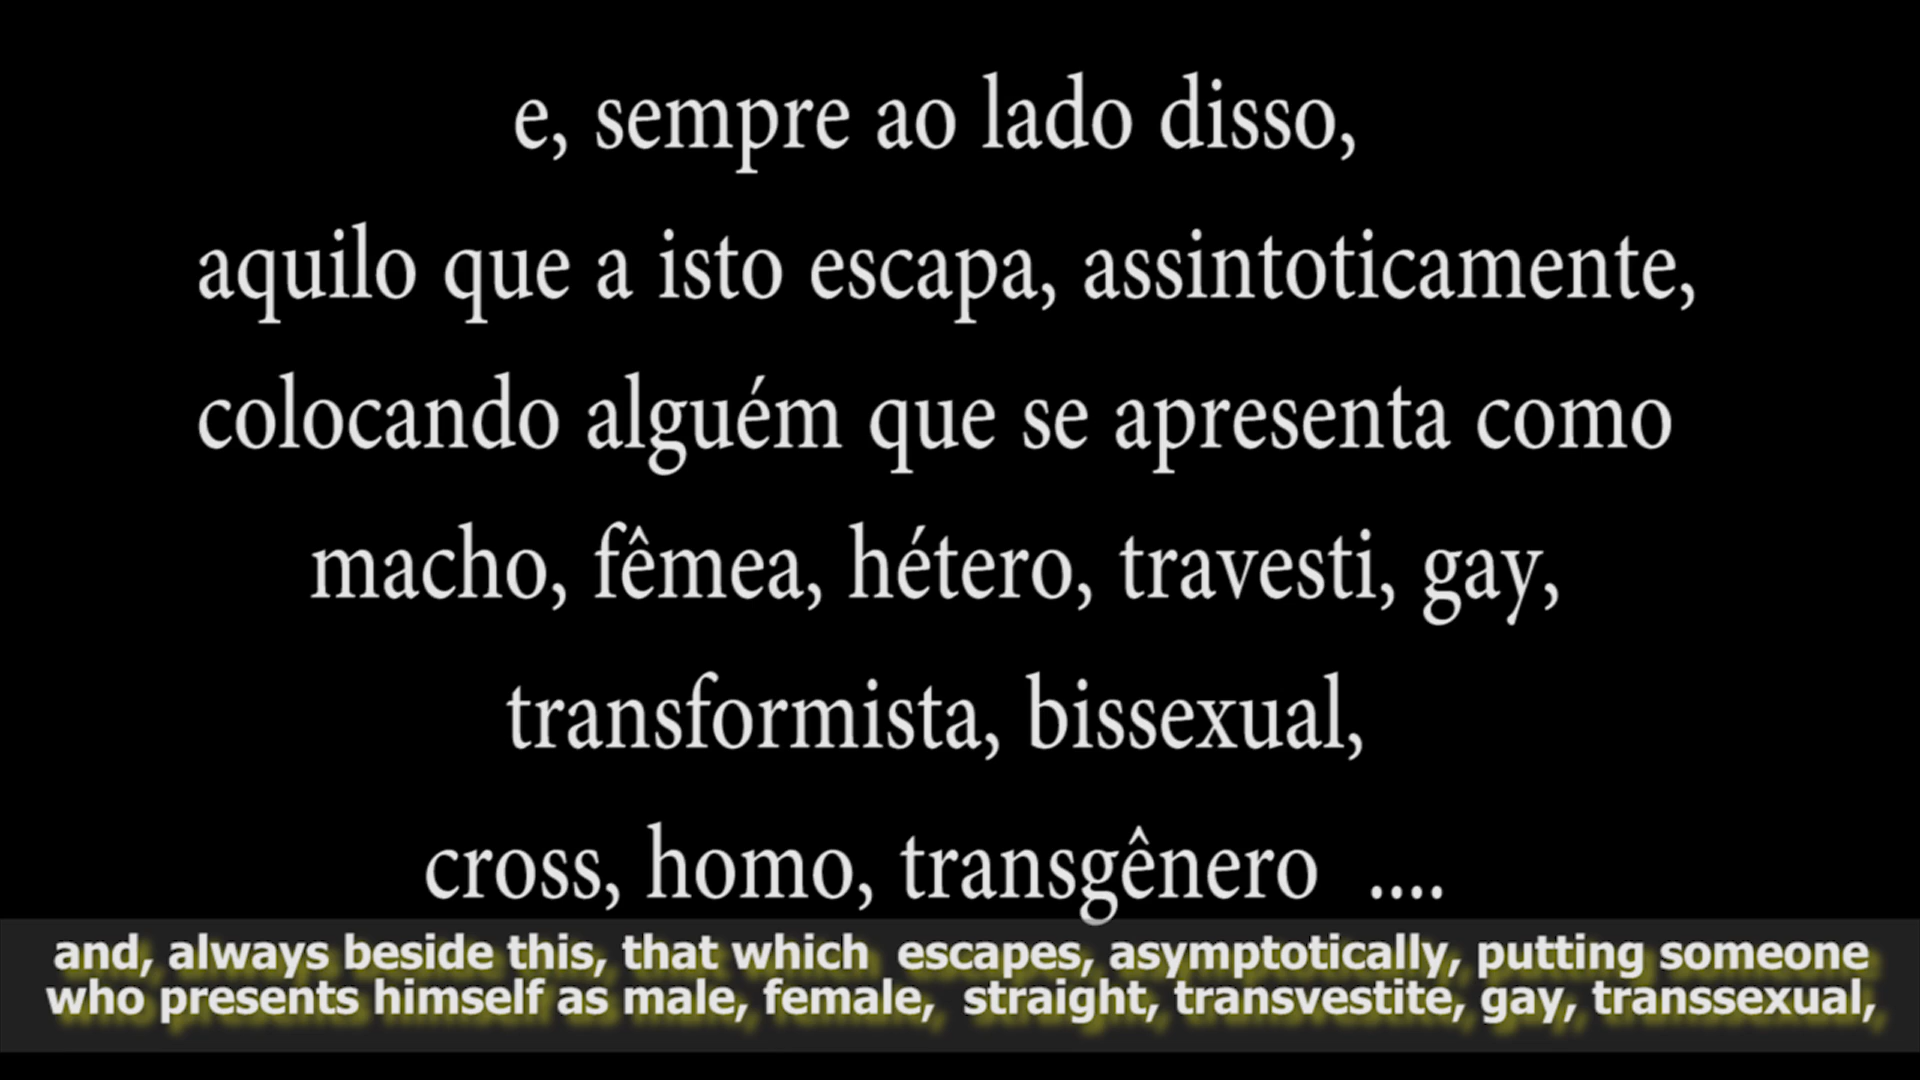 e, sempre ao lado disso,
aquilo que a isto escapa, assintoticamente,
colocando alguém que se apresenta como
macho, fêmea, hétero, travesti, gay,
transformista, bissexual,
cross, homo, transgênero ....
and, always beside this, that which escapes, asymptotically, putting someone
who presents himself as male, female, straight, transvestite, gay, transsexual,